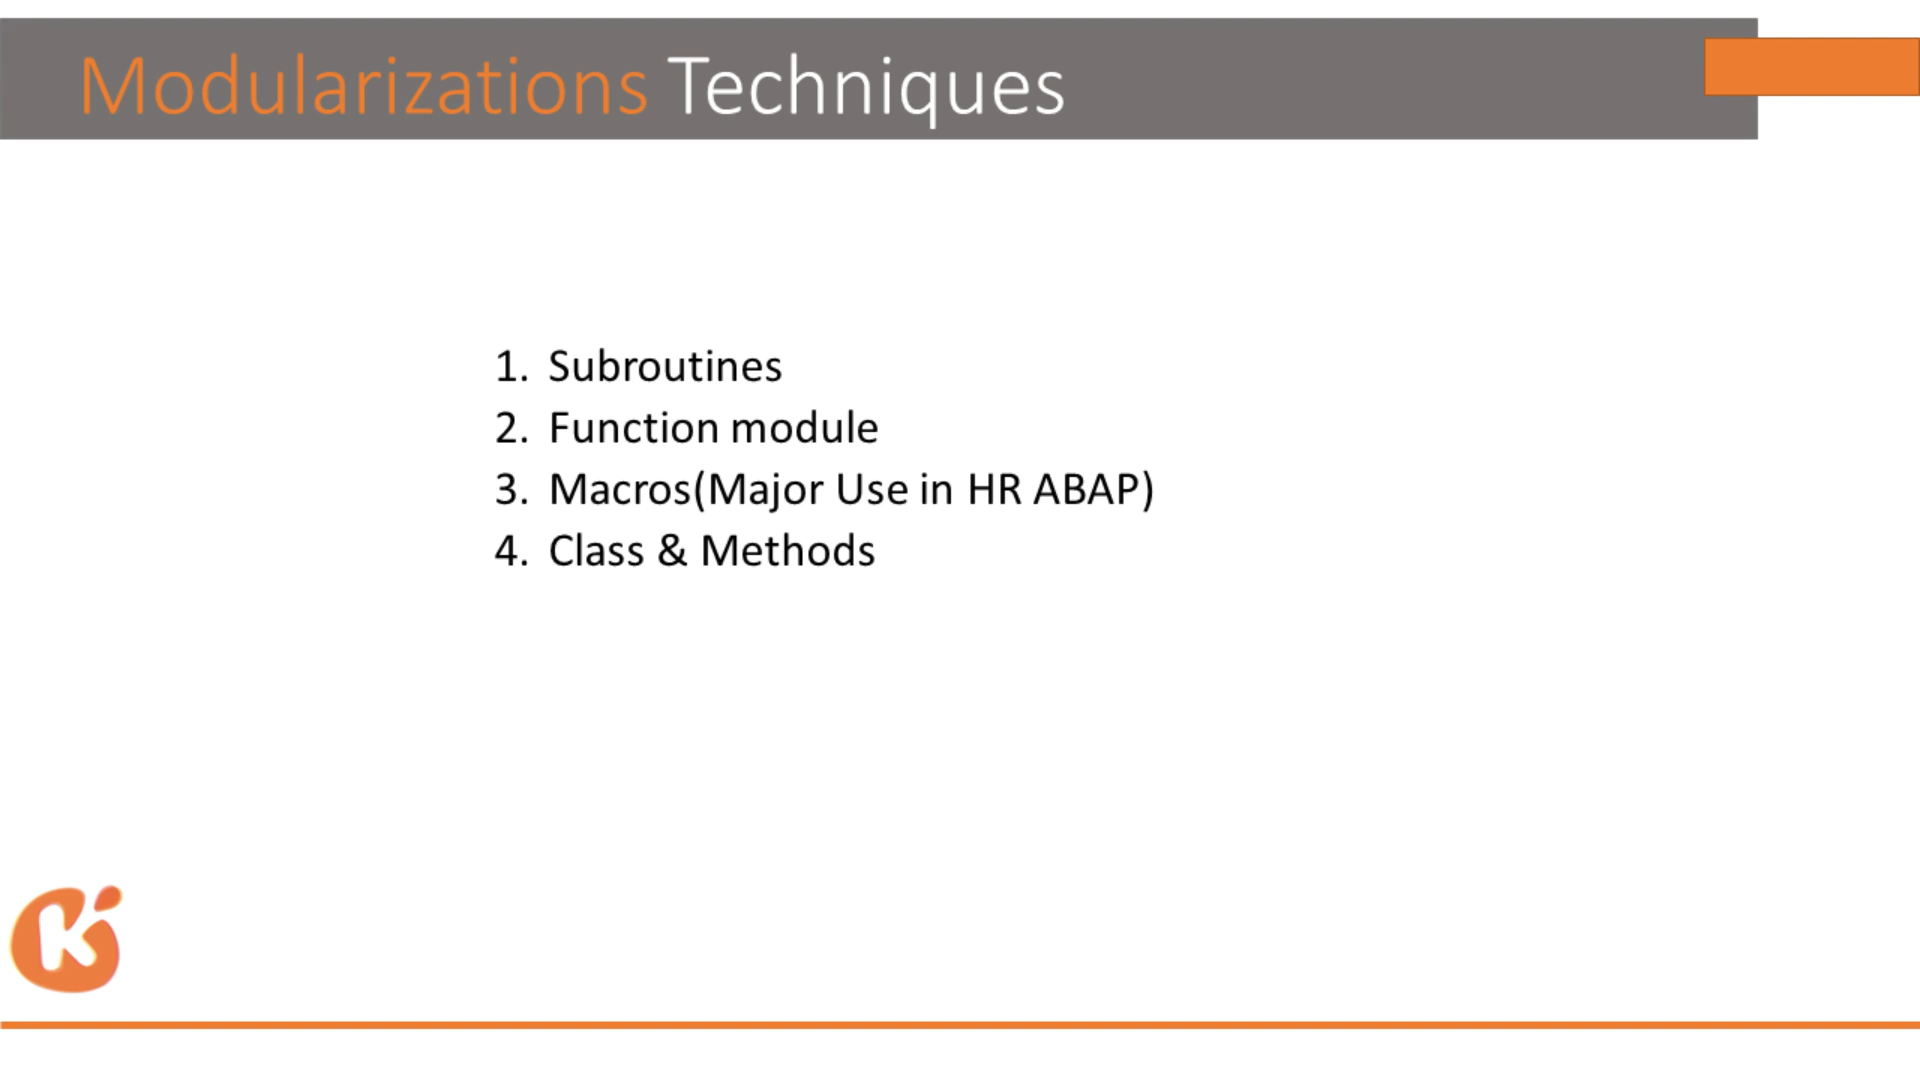 Modularizations Techniques
1. Subroutines
2. Function module
3. Macros(Major Use in HR ABAP)
4. Class & Methods
K